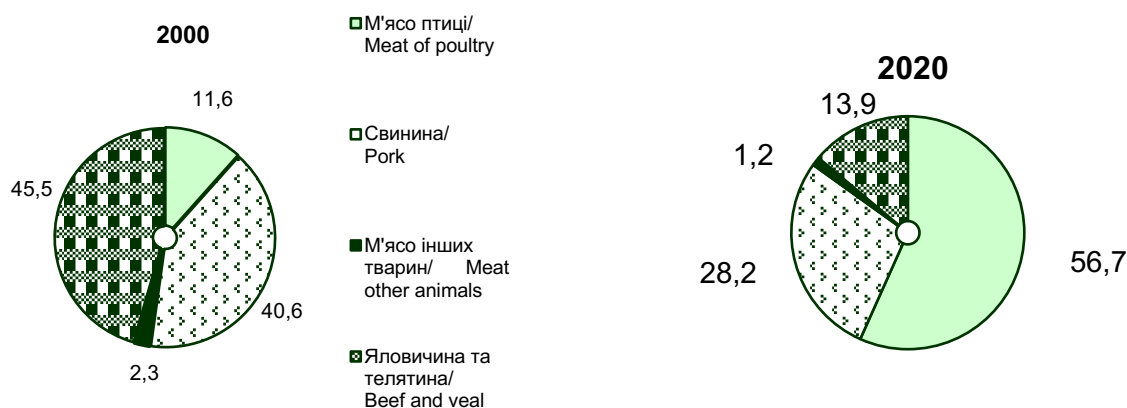 2000
11,6
45,5
40,6
2,3
М'ясо птиці/
Meat of poultry
Свинина/
Pork
М'ясо інших
тварин/ Meat
other animals
Яловичина та
телятина/
Beef and veal
2020
13,9
1,2
28,2
56,7